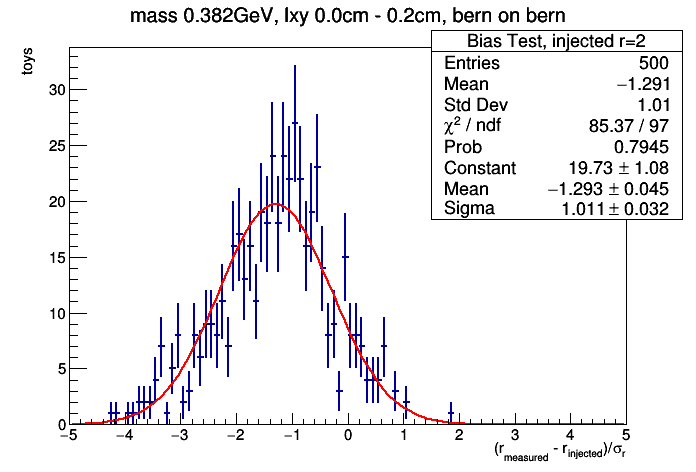 mass 0.382GeV, lxy 0.0cm - 0.2cm, bern on bern
Bias Test, injected r=2
Entries 500
Mean −1.291
Std Dev 1.01
χ² / ndf 85.37 / 97
Prob 0.7945
Constant 19.73 ± 1.08
Mean −1.293 ± 0.045
Sigma 1.011 ± 0.032
toys
30
25
20
15
10
5
0
−5 −4 −3 −2 −1 0 1 2 3 4 5
(r_measured - r_injected)/σ_r